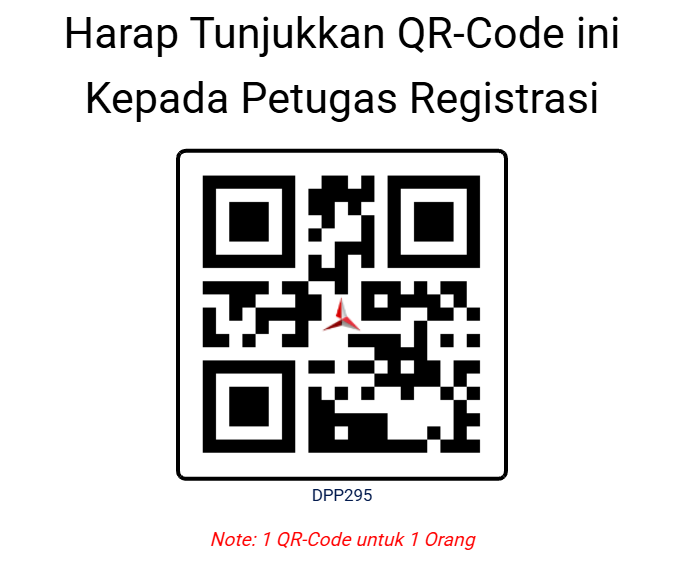 Harap Tunjukkan QR-Code ini
Kepada Petugas Registrasi
DPP295
Note: 1 QR-Code untuk 1 Orang